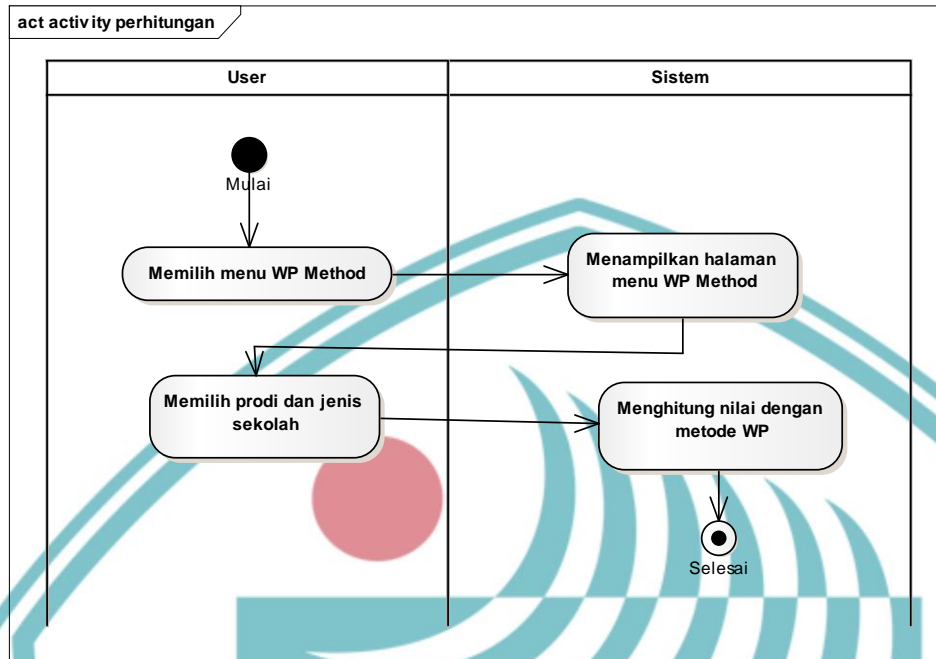 act activity perhitungan
User
Sistem
Mulai
Memilih menu WP Method
Menampilkan halaman
menu WP Method
Memilih prodi dan jenis
sekolah
Menghitung nilai dengan
metode WP
Selesai